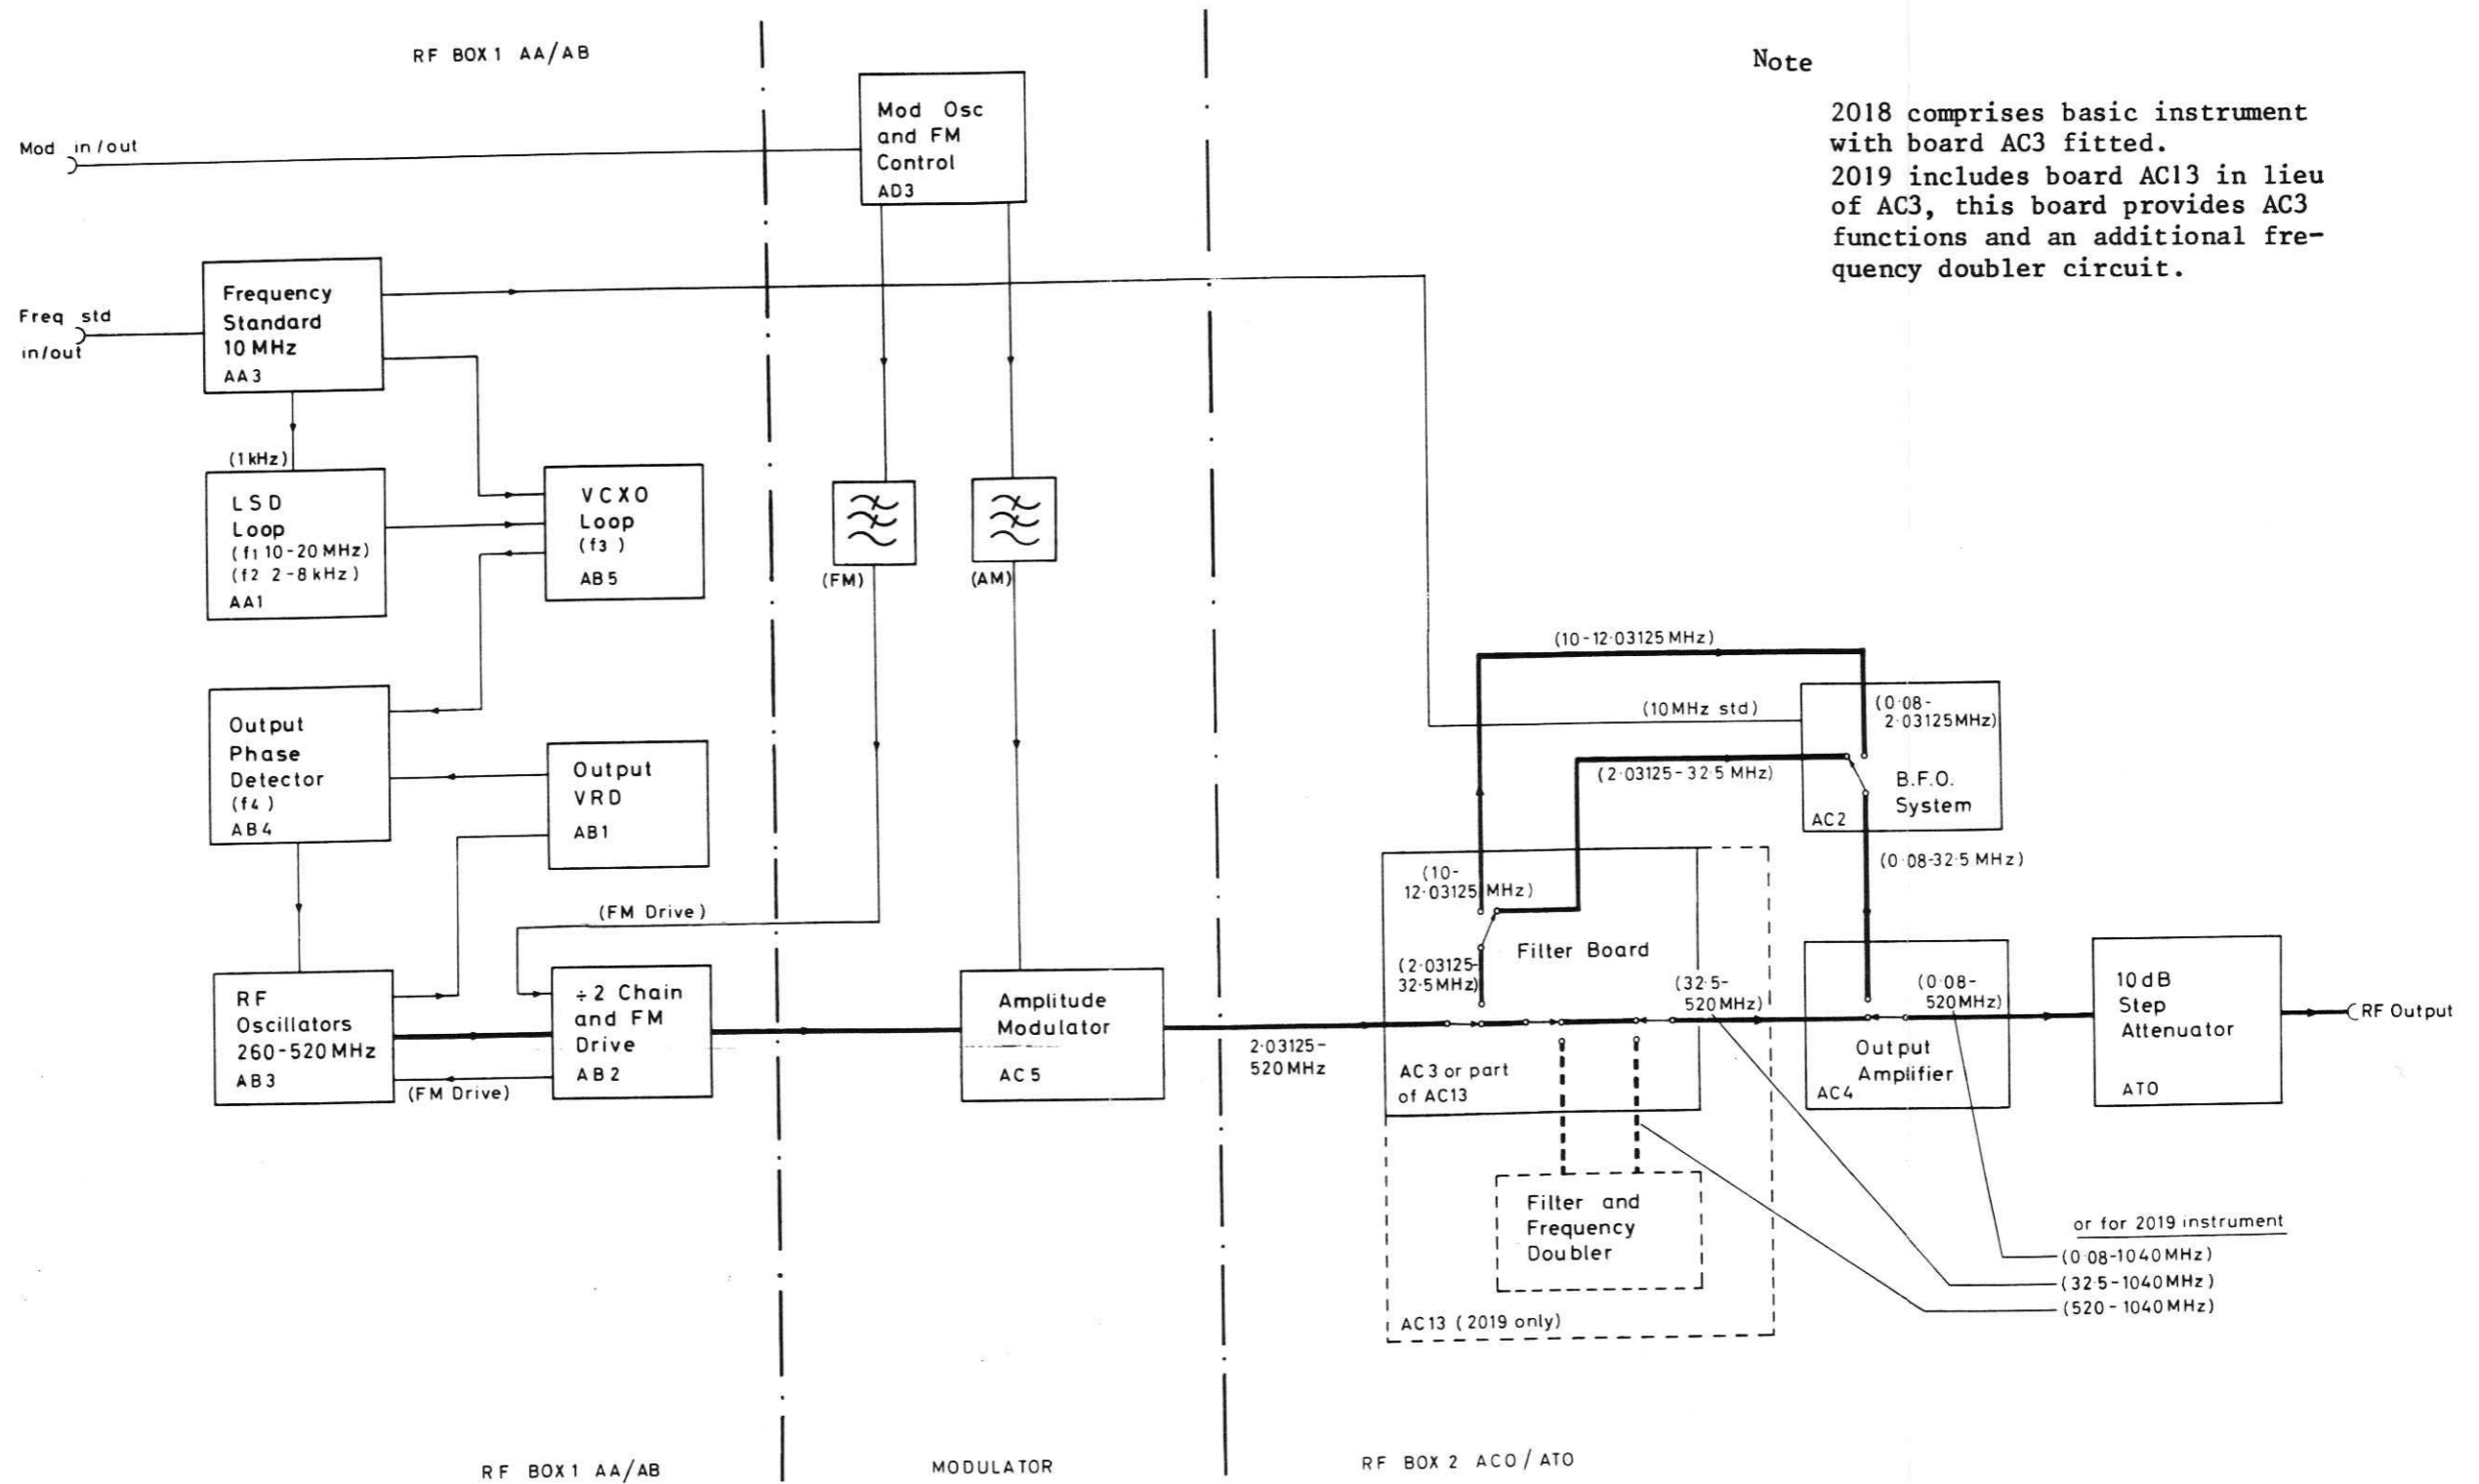 RF BOX 1 AA/AB
Note
2018 comprises basic instrument
with board AC3 fitted.
2019 includes board AC13 in lieu
of AC3, this board provides AC3
functions and an additional fre-
quency doubler circuit.
Mod in/out
Mod Osc
and FM
Control
AD3
Freq std
in/out
Frequency
Standard
10 MHz
AA3
(1kHz)
LSD
Loop
(f1 10-20 MHz)
(f2 2-8 kHz)
AA1
VCXO
Loop
(f3)
AB5
(FM)
(AM)
Output
Phase
Detector
(f4)
AB4
Output
VRD
AB1
(FM Drive)
RF
Oscillators
260-520 MHz
AB3
÷2 Chain
and FM
Drive
AB2
(FM Drive)
Amplitude
Modulator
AC5
2·03125-
520 MHz
(10-12·03125 MHz)
(10MHz std)
(0·08-
2·03125MHz)
(2·03125-32·5 MHz)
B.F.O.
System
AC2
(0·08-32·5 MHz)
(10-
12·03125 MHz)
Filter Board
(2·03125-
32·5MHz)
(32·5-
520MHz)
AC3 or part
of AC13
(0·08-
520MHz)
Output
Amplifier
AC4
10dB
Step
Attenuator
ATO
RF Output
Filter and
Frequency
Doubler
AC13 (2019 only)
or for 2019 instrument
(0·08-1040MHz)
(32·5-1040MHz)
(520-1040MHz)
RF BOX 1 AA/AB
MODULATOR
RF BOX 2 ACO/ATO